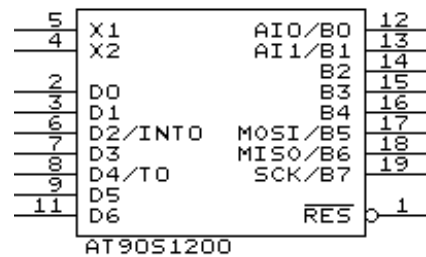 5 X1 AIO/B0 12
4 X2 AI1/B1 13
B2 14
2 D0 B3 15
3 D1 B4 16
6 D2/INTO MOSI/B5 17
7 D3 MISO/B6 18
8 D4/TO SCK/B7 19
9 D5
11 D6 RES 1
AT90S1200